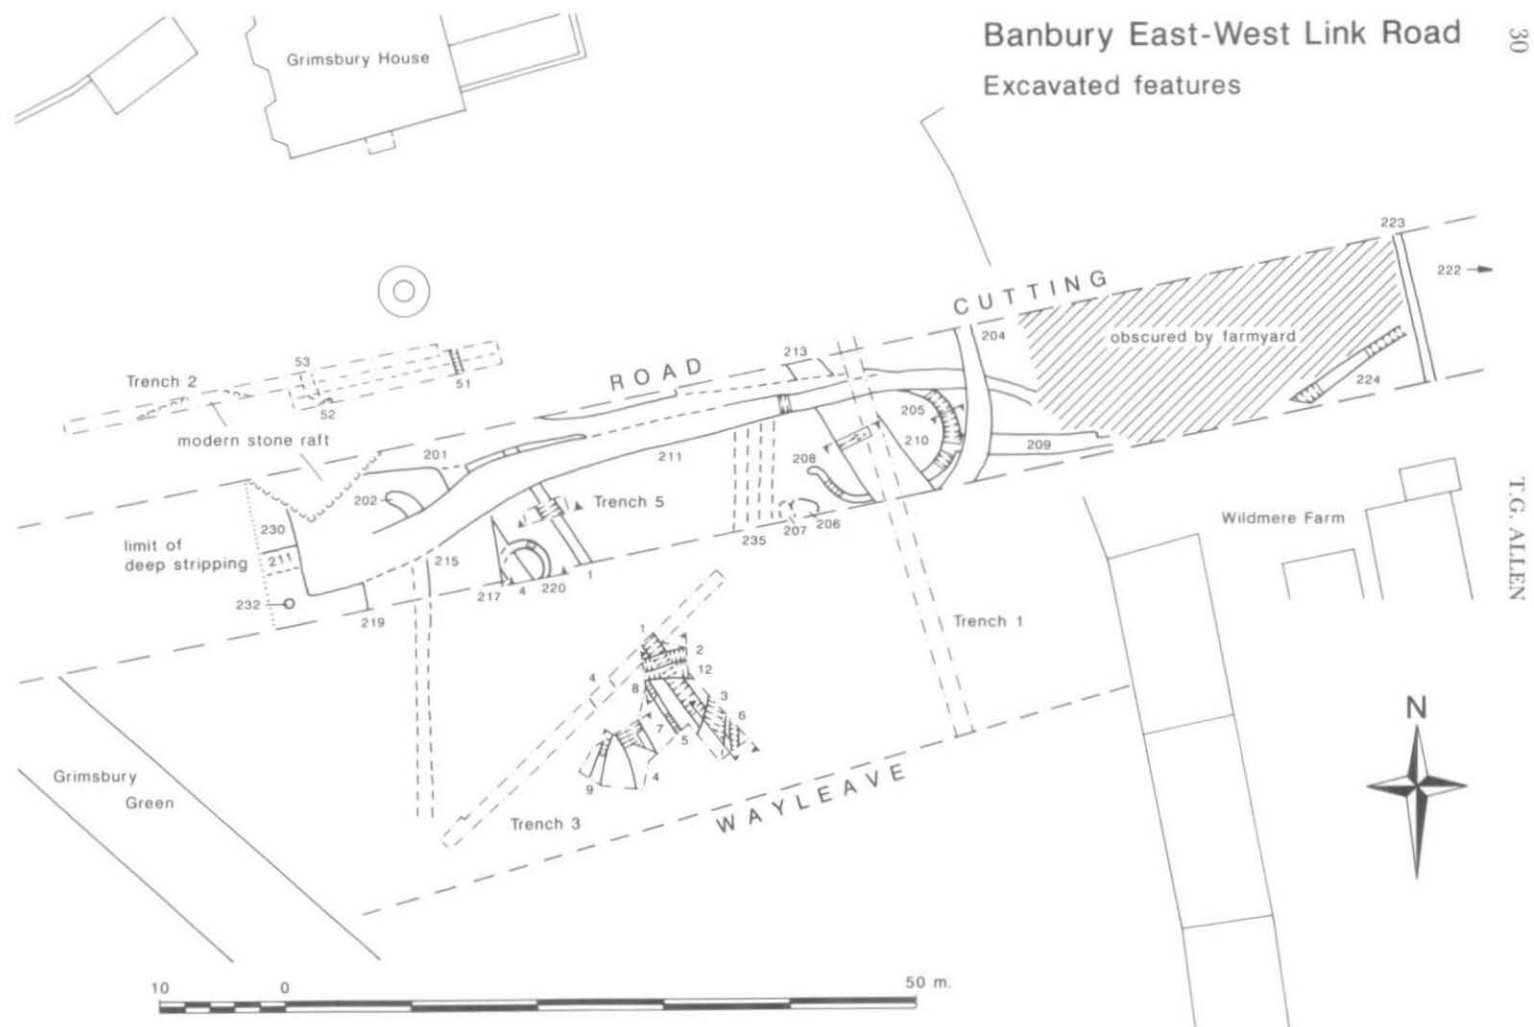 Banbury East-West Link Road
Excavated features
30
T.G. ALLEN
Grimsbury House
CUTTING
ROAD
223
222
204
obscured by farmyard
224
213
53
51
52
Trench 2
modern stone raft
201
202
211
205
210
208
209
Trench 5
207
206
235
230
211
limit of
deep stripping
215
232
219
217
4
220
1
Wildmere Farm
Trench 1
1
2
12
4
8
3
6
7
5
4
9
Trench 3
WAYLEAVE
Grimsbury
Green
N
10
0
50 m.